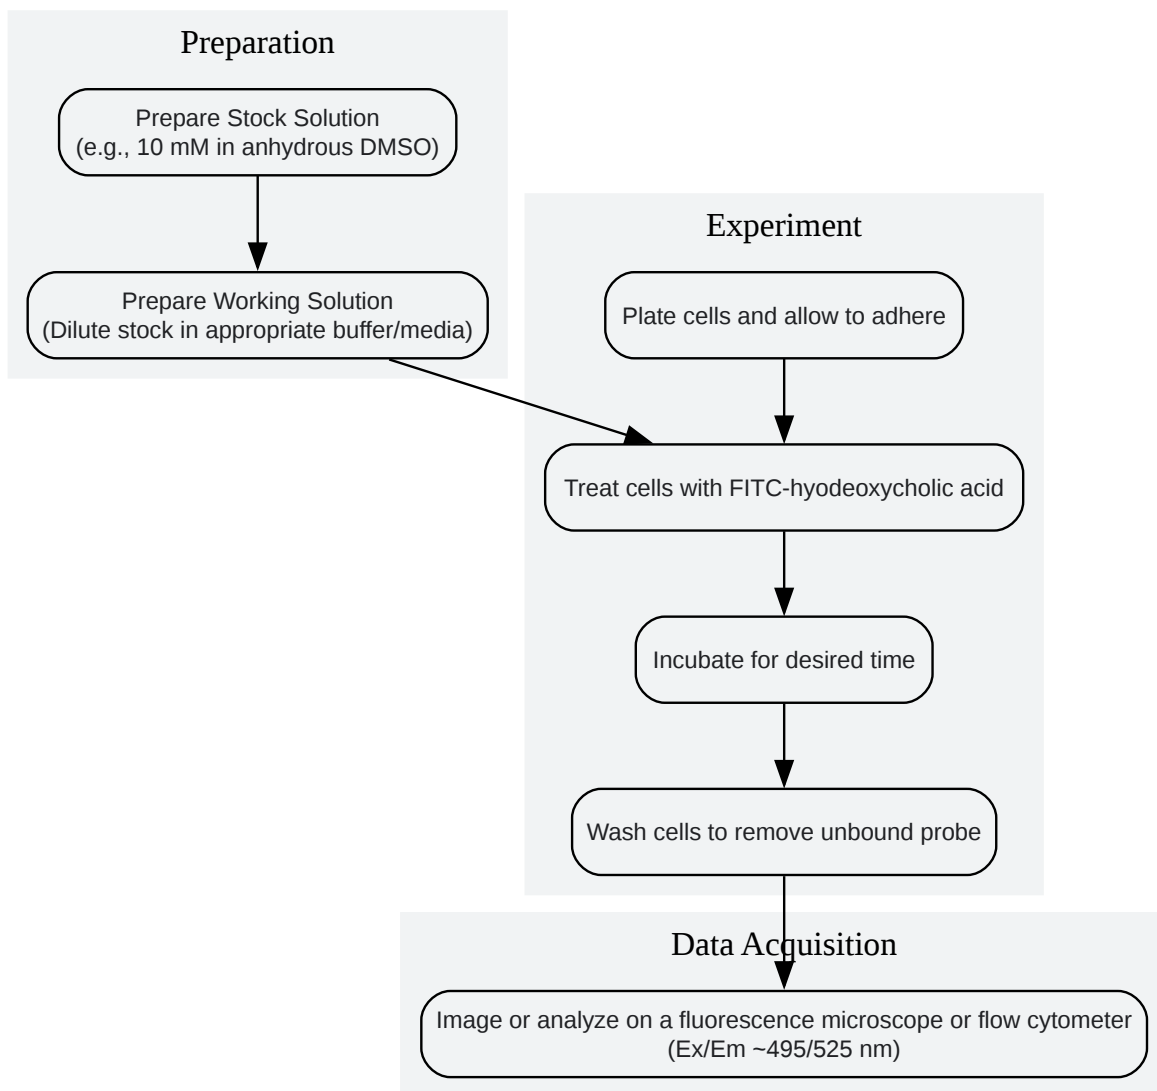 Preparation
Prepare Stock Solution
(e.g., 10 mM in anhydrous DMSO)
Prepare Working Solution
(Dilute stock in appropriate buffer/media)
Experiment
Plate cells and allow to adhere
Treat cells with FITC-hyodeoxycholic acid
Incubate for desired time
Wash cells to remove unbound probe
Data Acquisition
Image or analyze on a fluorescence microscope or flow cytometer
(Ex/Em ~495/525 nm)